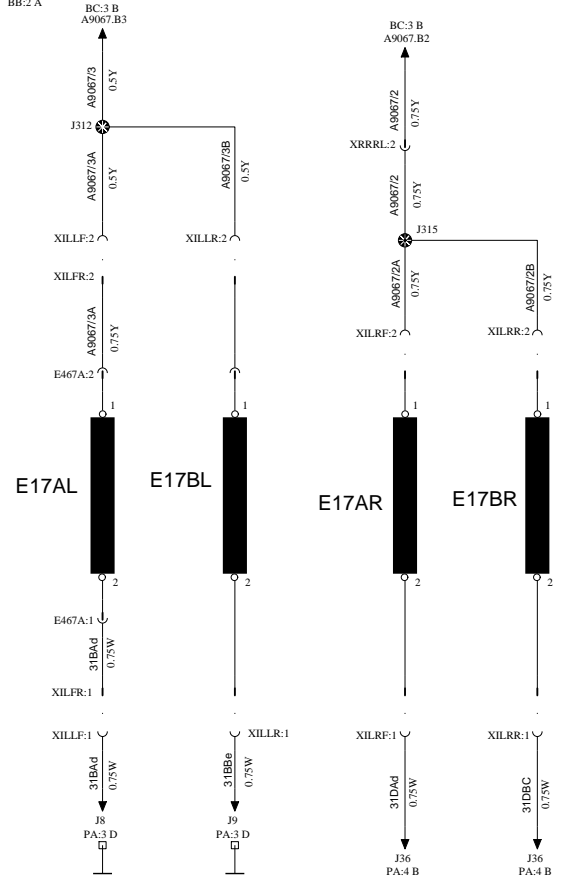 BB:2 A
BC:3 B
A9067.B3
BC:3 B
A9067.B2
A9067/3
0.5Y
A9067/2
0.75Y
J312
XRRRL:2
A9067/3A
0.5Y
A9067/3B
0.5Y
A9067/2
0.75Y
J315
XILLF:2
XILLR:2
A9067/2A
0.75Y
A9067/2B
0.75Y
XILFR:2
A9067/3A
0.75Y
XILRF:2
XILRR:2
E467A:2
1
1
1
1
E17AL
E17BL
E17AR
E17BR
2
2
2
2
E467A:1
31BAd
0.75W
XILFR:1
XILLF:1
XILLR:1
XILRF:1
XILRR:1
31BAd
0.75W
31BBe
0.75W
31DAd
0.75W
31DBC
0.75W
J8
PA:3 D
J9
PA:3 D
J36
PA:4 B
J36
PA:4 B